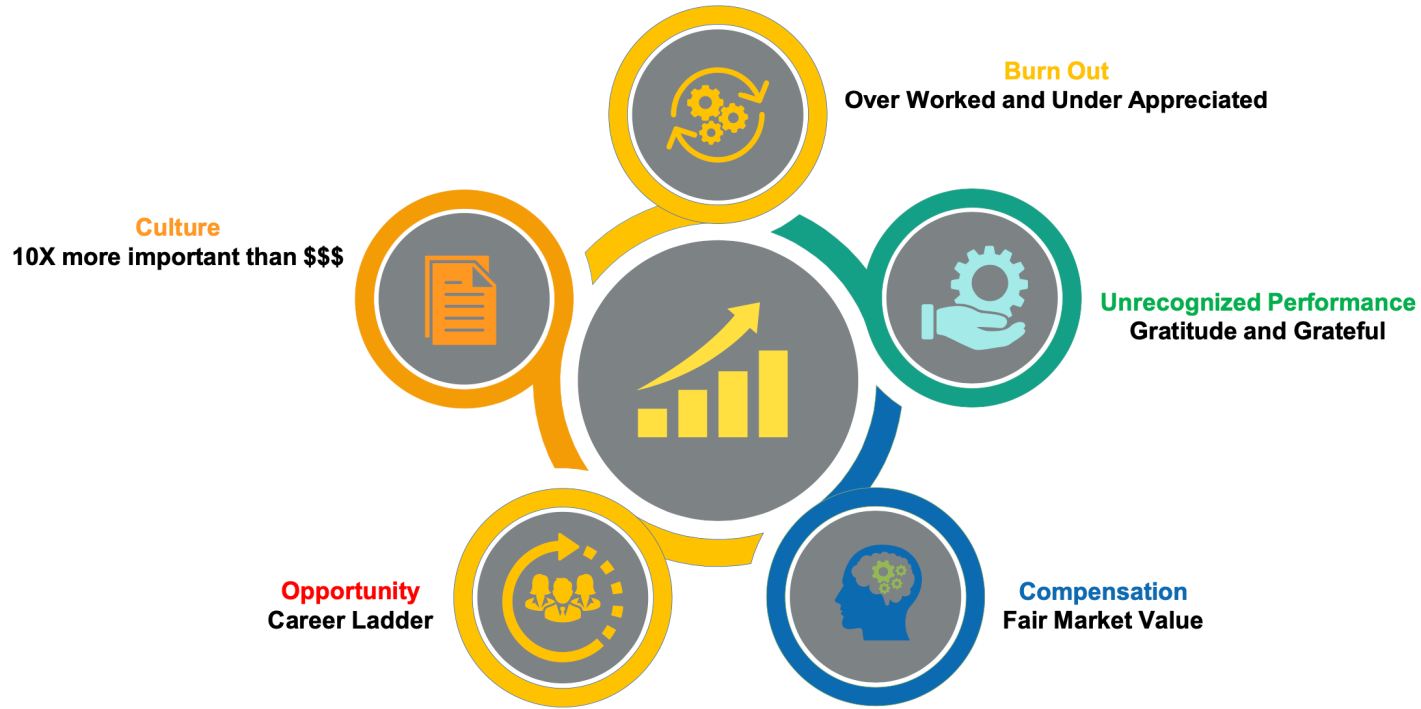 Burn Out
Over Worked and Under Appreciated
Culture
10X more important than $$$
Unrecognized Performance
Gratitude and Grateful
Opportunity
Career Ladder
Compensation
Fair Market Value